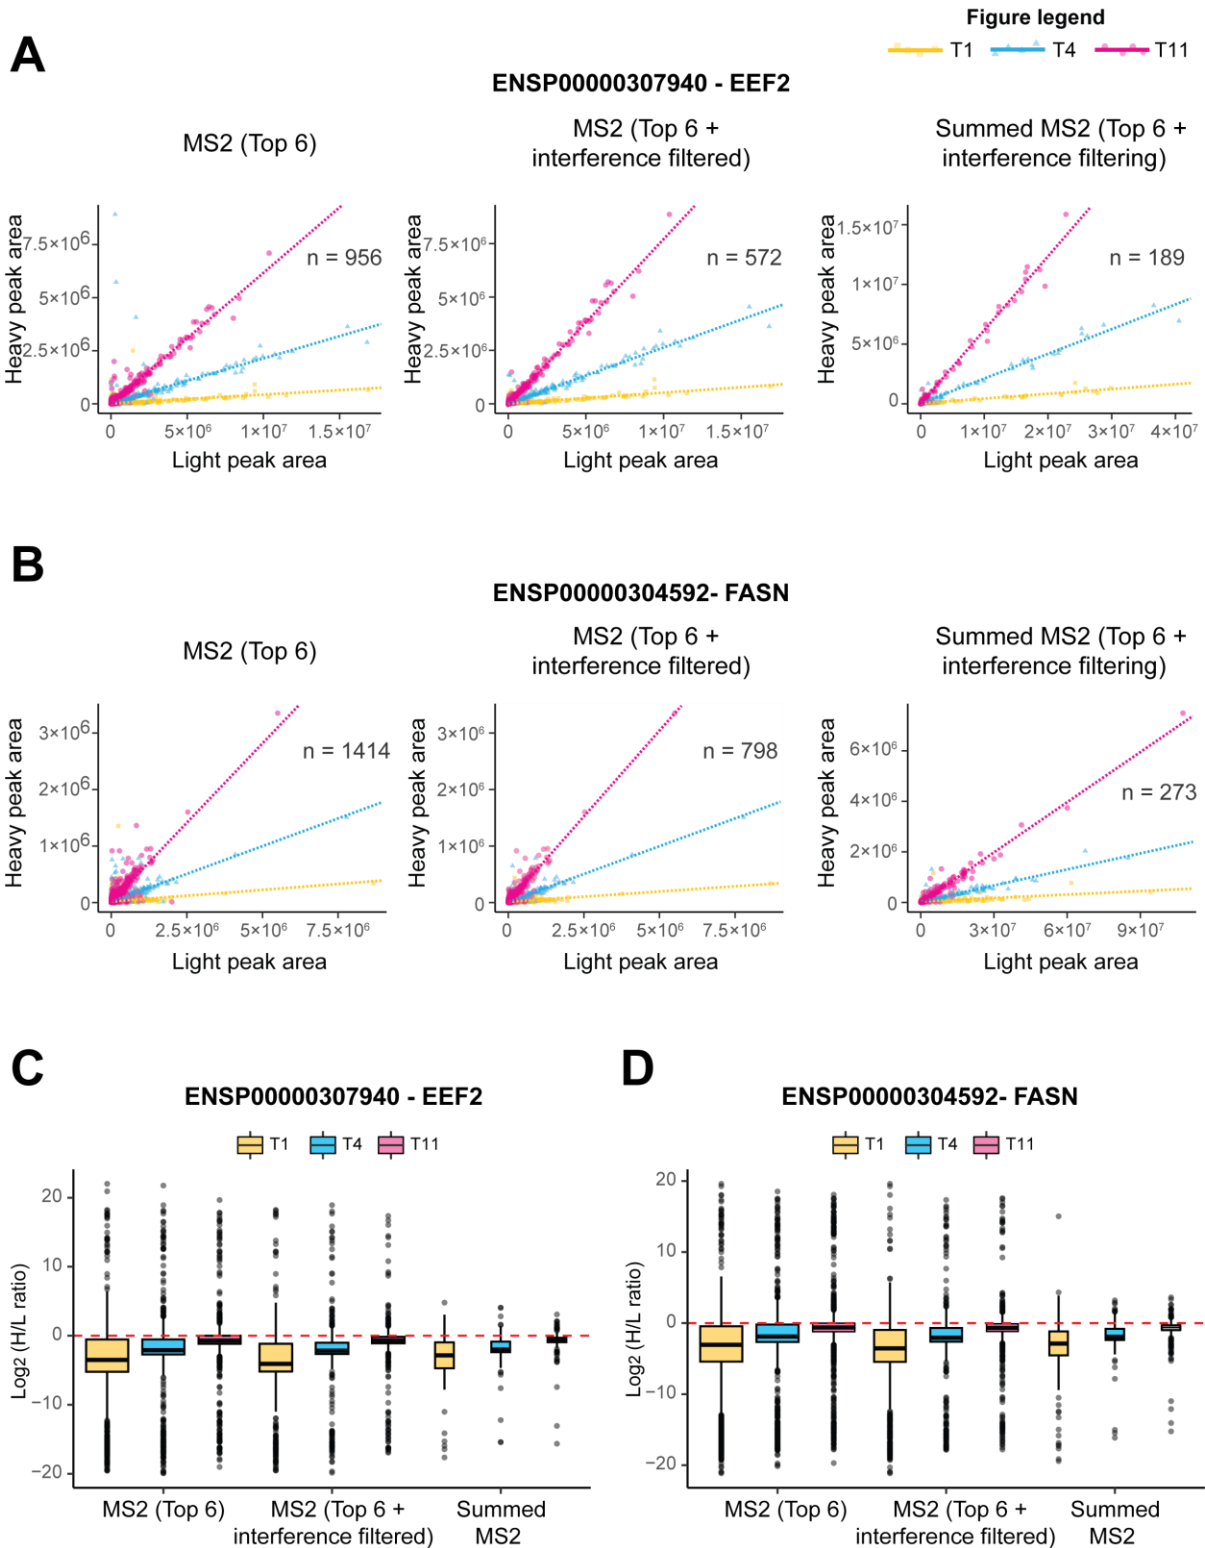 Figure legend
T1 T4 T11
A
ENSP00000307940 - EEF2
MS2 (Top 6)
MS2 (Top 6 +
interference filtered)
Summed MS2 (Top 6 +
interference filtering)
Heavy peak area
7.5×10⁶
5×10⁶
2.5×10⁶
0
n = 956
0 5×10⁶ 1×10⁷ 1.5×10⁷
Light peak area
Heavy peak area
7.5×10⁶
5×10⁶
2.5×10⁶
0
n = 572
0 5×10⁶ 1×10⁷ 1.5×10⁷
Light peak area
Heavy peak area
1.5×10⁷
1×10⁷
5×10⁶
0
n = 189
0 1×10⁷ 2×10⁷ 3×10⁷ 4×10⁷
Light peak area
B
ENSP00000304592- FASN
MS2 (Top 6)
MS2 (Top 6 +
interference filtered)
Summed MS2 (Top 6 +
interference filtering)
Heavy peak area
3×10⁶
2×10⁶
1×10⁶
0
n = 1414
0 2.5×10⁶ 5×10⁶ 7.5×10⁶
Light peak area
Heavy peak area
3×10⁶
2×10⁶
1×10⁶
0
n = 798
0 2.5×10⁶ 5×10⁶ 7.5×10⁶
Light peak area
Heavy peak area
6×10⁶
4×10⁶
2×10⁶
0
n = 273
0 3×10⁷ 6×10⁷ 9×10⁷
Light peak area
C
ENSP00000307940 - EEF2
T1 T4 T11
Log₂ (H/L ratio)
20
10
0
−10
−20
MS2 (Top 6)
MS2 (Top 6 +
interference filtered)
Summed
MS2
D
ENSP00000304592- FASN
T1 T4 T11
Log₂ (H/L ratio)
20
10
0
−10
−20
MS2 (Top 6)
MS2 (Top 6 +
interference filtered)
Summed
MS2